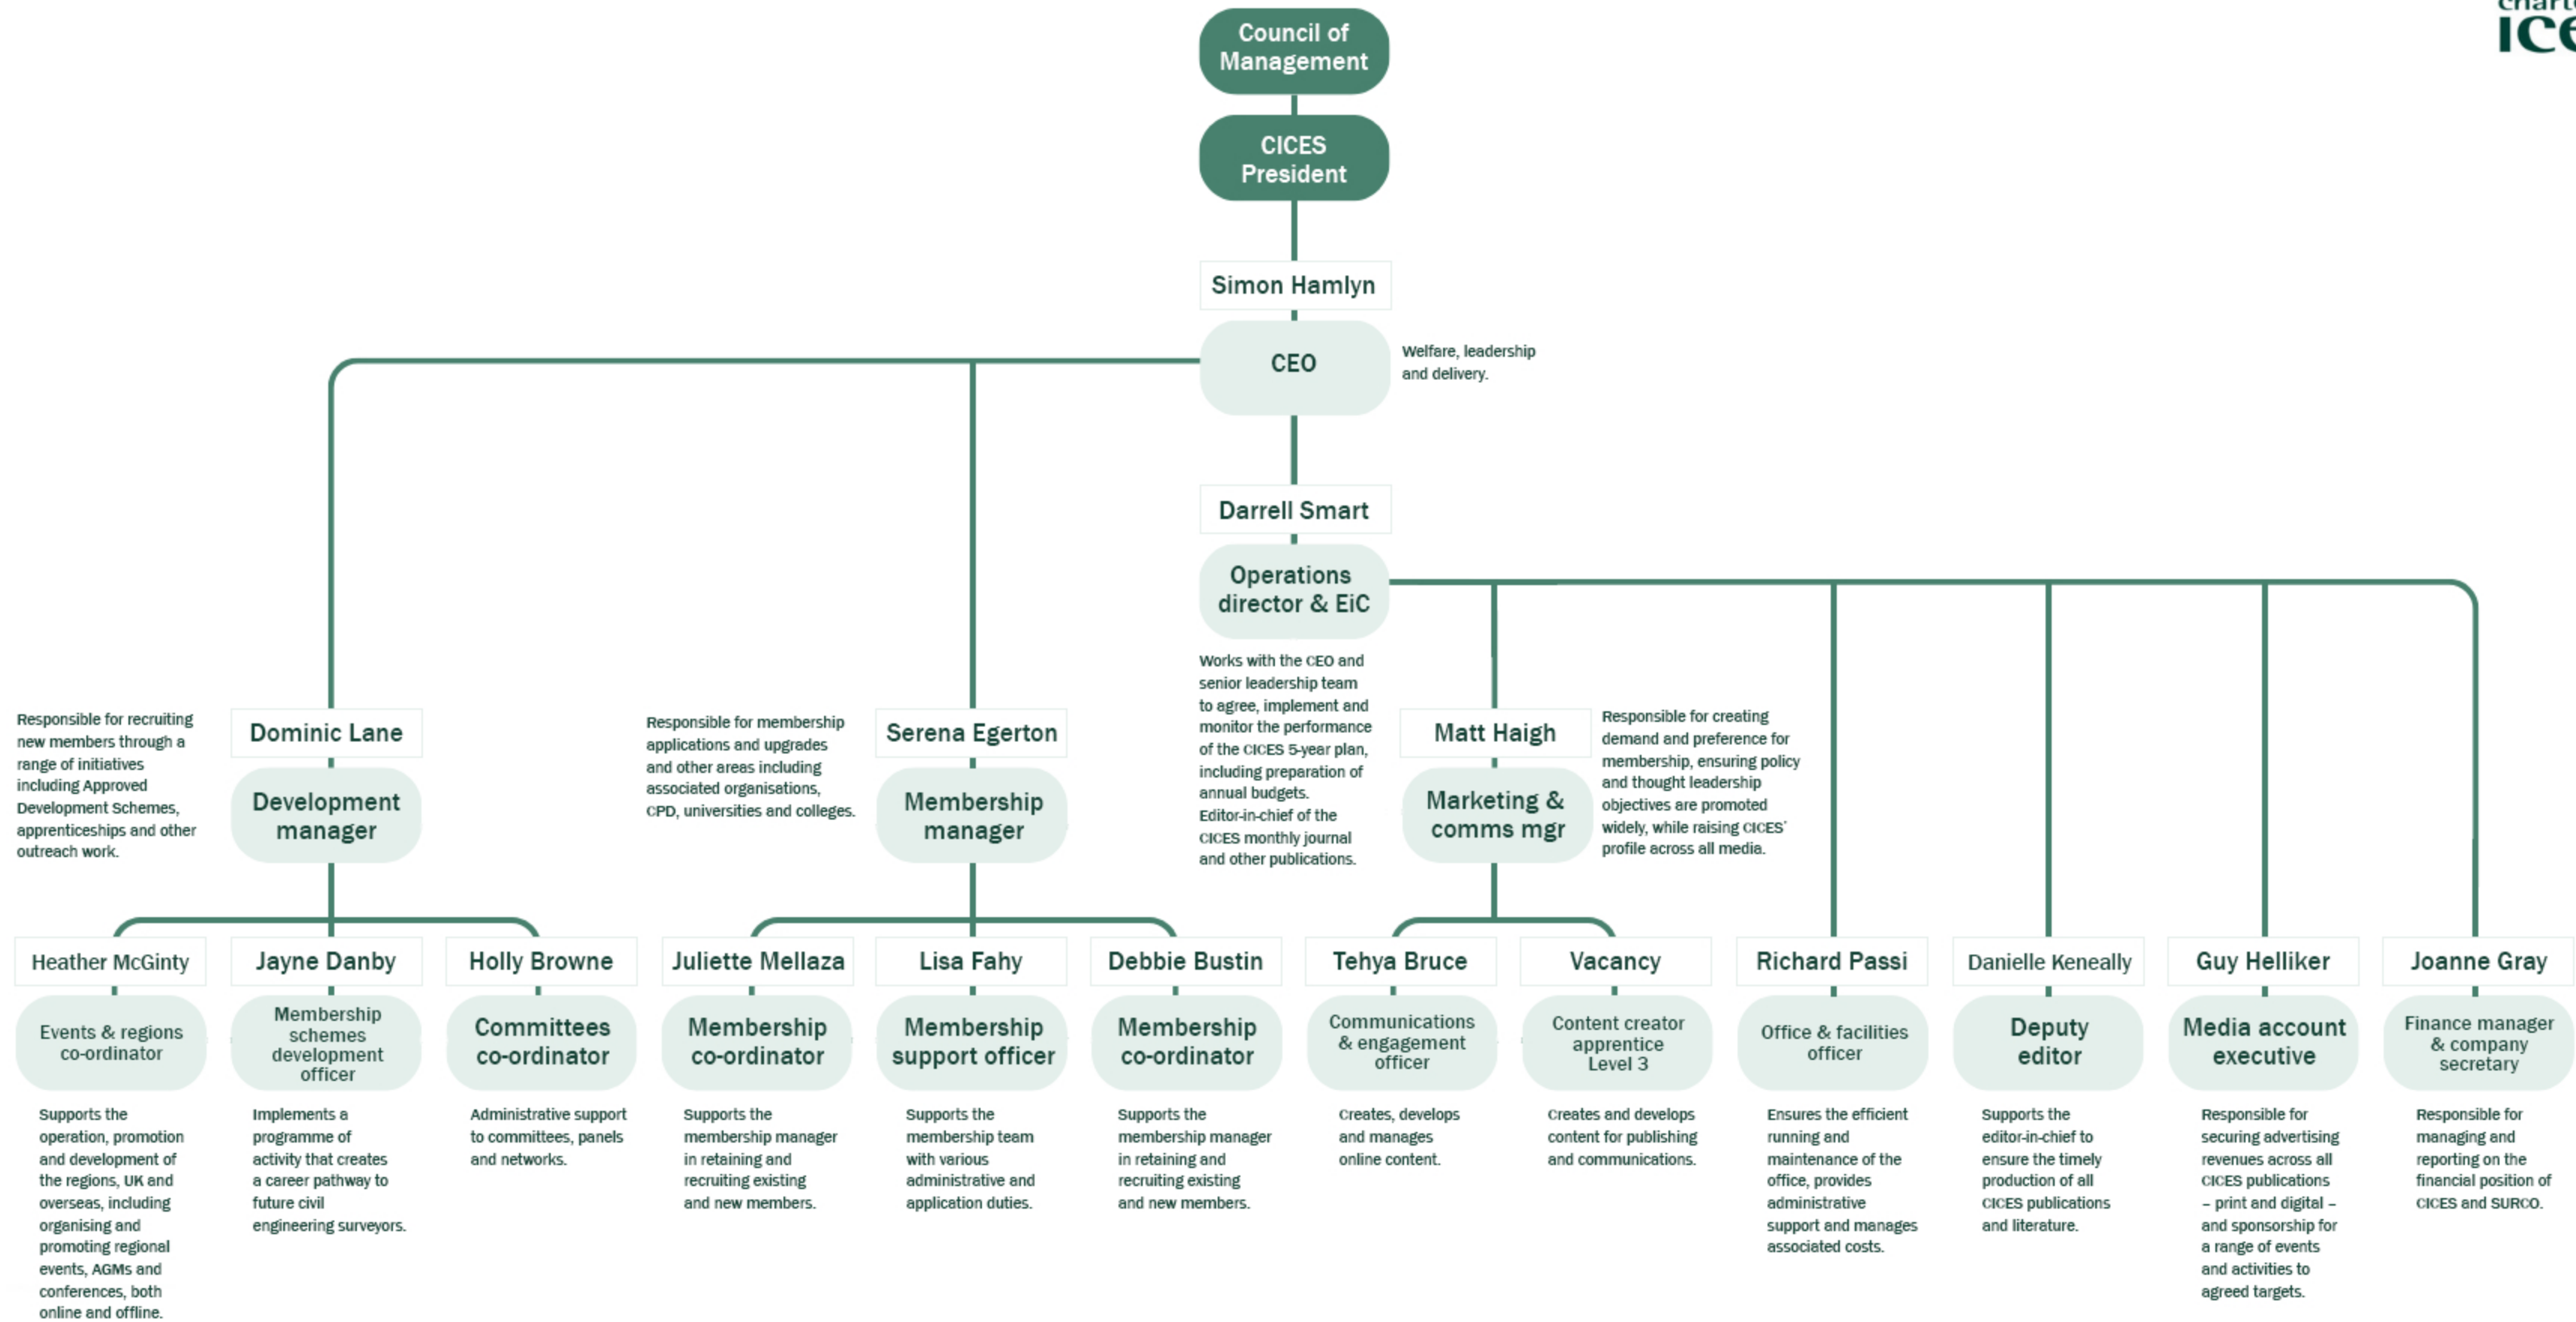 Council of
Management
CICES
President
Simon Hamlyn
CEO
Welfare, leadership
and delivery.
Darrell Smart
Operations
director & EiC
Works with the CEO and
senior leadership team
to agree, implement and
monitor the performance
of the CICES 5-year plan,
including preparation of
annual budgets.
Editor-in-chief of the
CICES monthly journal
and other publications.
Responsible for recruiting
new members through a
range of initiatives
including Approved
Development Schemes,
apprenticeships and other
outreach work.
Dominic Lane
Development
manager
Responsible for membership
applications and upgrades
and other areas including
associated organisations,
CPD, universities and colleges.
Serena Egerton
Membership
manager
Matt Haigh
Marketing &
comms mgr
Responsible for creating
demand and preference for
membership, ensuring policy
and thought leadership
objectives are promoted
widely, while raising CICES'
profile across all media.
Heather McGinty
Events & regions
co-ordinator
Supports the
operation, promotion
and development of
the regions, UK and
overseas, including
organising and
promoting regional
events, AGMs and
conferences, both
online and offline.
Jayne Danby
Membership
schemes
development
officer
Implements a
programme of
activity that creates
a career pathway to
future civil
engineering surveyors.
Holly Browne
Committees
co-ordinator
Administrative support
to committees, panels
and networks.
Juliette Mellaza
Membership
co-ordinator
Supports the
membership manager
in retaining and
recruiting existing
and new members.
Lisa Fahy
Membership
support officer
Supports the
membership team
with various
administrative and
application duties.
Debbie Bustin
Membership
co-ordinator
Supports the
membership manager
in retaining and
recruiting existing
and new members.
Tehya Bruce
Communications
& engagement
officer
Creates, develops
and manages
online content.
Vacancy
Content creator
apprentice
Level 3
Creates and develops
content for publishing
and communications.
Richard Passi
Office & facilities
officer
Ensures the efficient
running and
maintenance of the
office, provides
administrative
support and manages
associated costs.
Danielle Keneally
Deputy
editor
Supports the
editor-in-chief to
ensure the timely
production of all
CICES publications
and literature.
Guy Helliker
Media account
executive
Responsible for
securing advertising
revenues across all
CICES publications
– print and digital –
and sponsorship for
a range of events
and activities to
agreed targets.
Joanne Gray
Finance manager
& company
secretary
Responsible for
managing and
reporting on the
financial position of
CICES and SURCO.